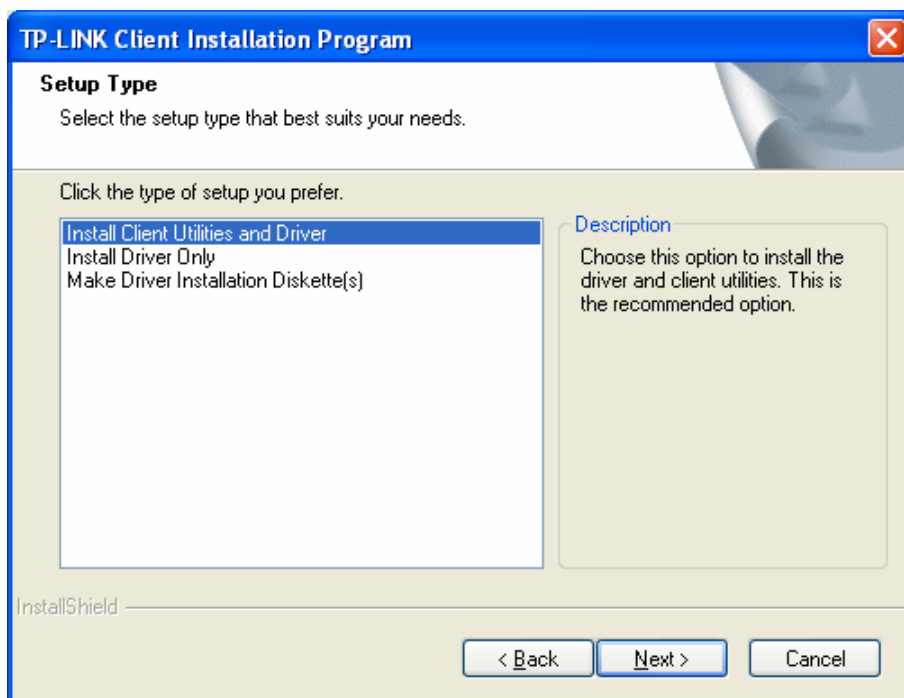 TP-LINK Client Installation Program
Setup Type
Select the setup type that best suits your needs.
Click the type of setup you prefer.
Install Client Utilities and Driver
Install Driver Only
Make Driver Installation Diskette(s)
Description
Choose this option to install the
driver and client utilities. This is
the recommended option.
InstallShield
< Back
Next >
Cancel